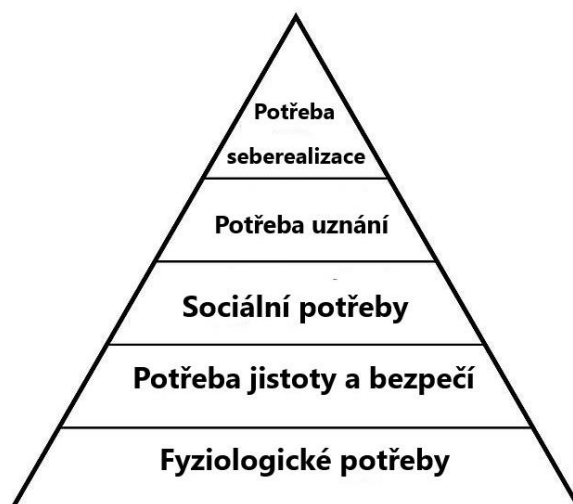 Potřeba
seberealizace
Potřeba uznání
Sociální potřeby
Potřeba jistoty a bezpečí
Fyziologické potřeby